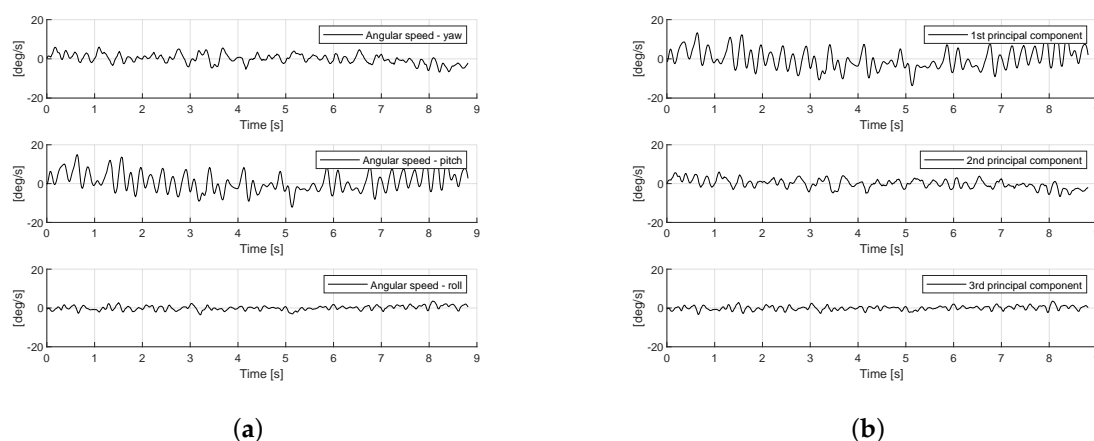 20
Angular speed - yaw
[deg/s]
0
-20
0 1 2 3 4 5 6 7 8 9
Time [s]
20
Angular speed - pitch
[deg/s]
0
-20
0 1 2 3 4 5 6 7 8 9
Time [s]
20
Angular speed - roll
[deg/s]
0
-20
0 1 2 3 4 5 6 7 8 9
Time [s]
(a)
20
1st principal component
[deg/s]
0
-20
0 1 2 3 4 5 6 7 8
Time [s]
20
2nd principal component
[deg/s]
0
-20
0 1 2 3 4 5 6 7 8
Time [s]
20
3rd principal component
[deg/s]
0
-20
0 1 2 3 4 5 6 7 8
Time [s]
(b)